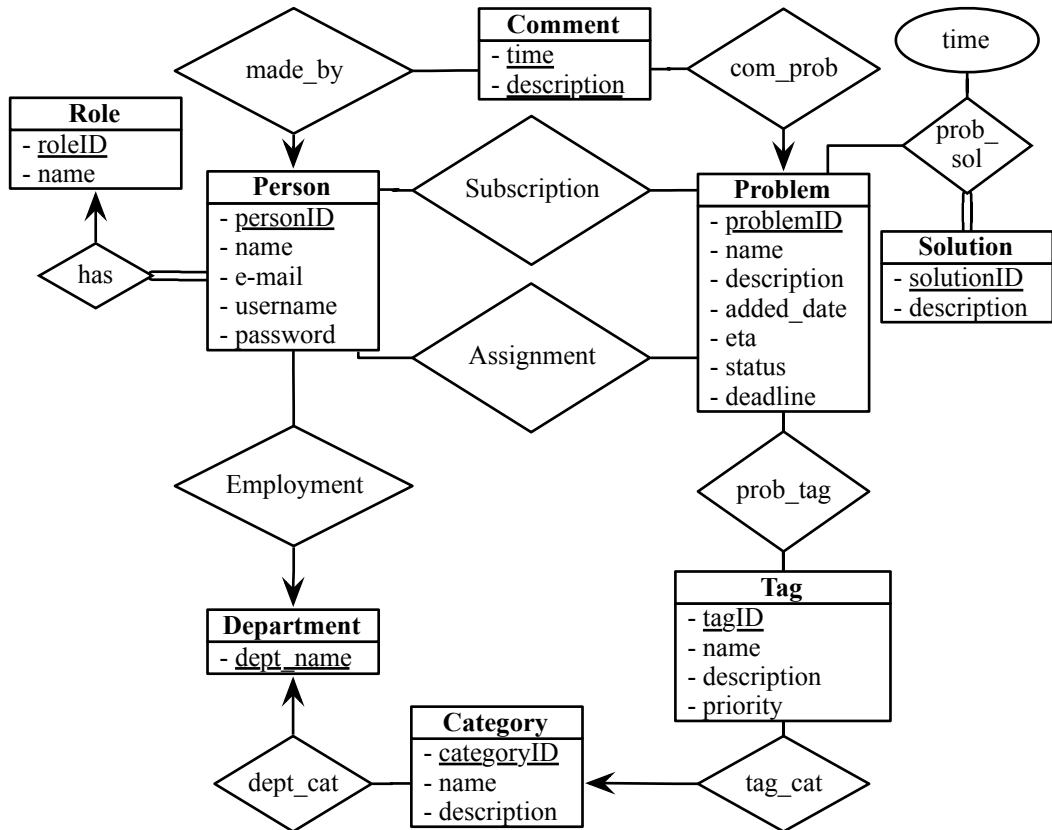 Comment
- time
- description
made_by
com_prob
time
Role
- roleID
- name
prob_
sol
Person
- personID
- name
- e-mail
- username
- password
Subscription
Problem
- problemID
- name
- description
- added_date
- eta
- status
- deadline
Solution
- solutionID
- description
has
Assignment
Employment
prob_tag
Tag
- tagID
- name
- description
- priority
Department
- dept_name
Category
- categoryID
- name
- description
dept_cat
tag_cat